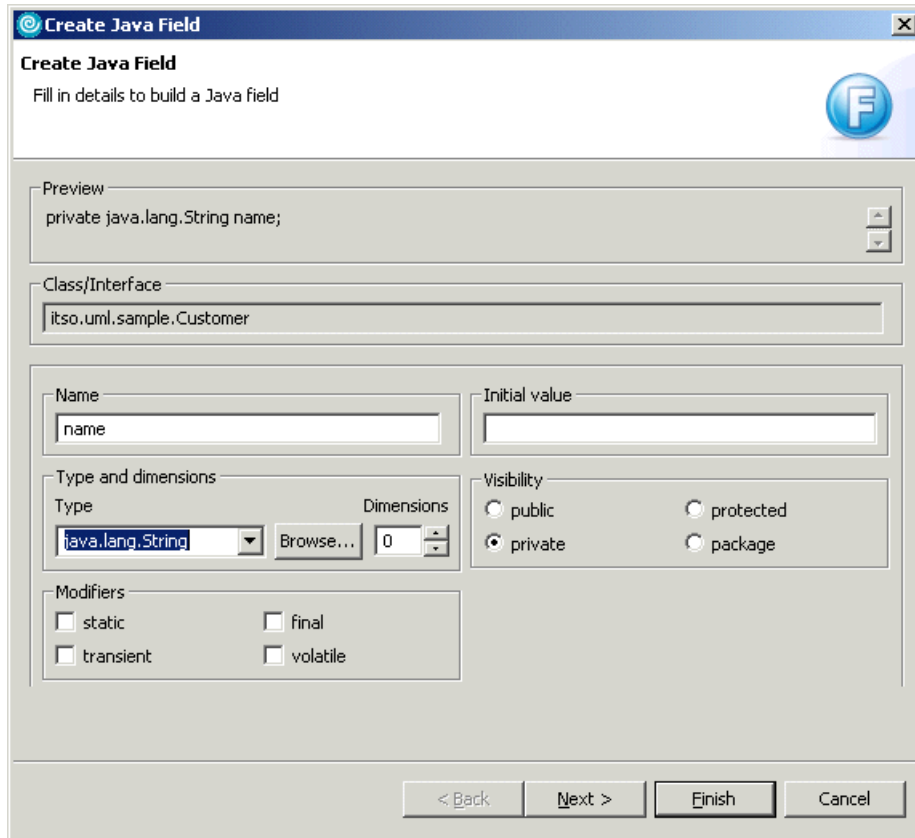 Create Java Field
Create Java Field
Fill in details to build a Java field
F
Preview
private java.lang.String name;
Class/Interface
itso.uml.sample.Customer
Name
name
Initial value
Type and dimensions
Type
Dimensions
java.lang.String
Browse...
0
Visibility
public
protected
private
package
Modifiers
static
final
transient
volatile
< Back
Next >
Finish
Cancel